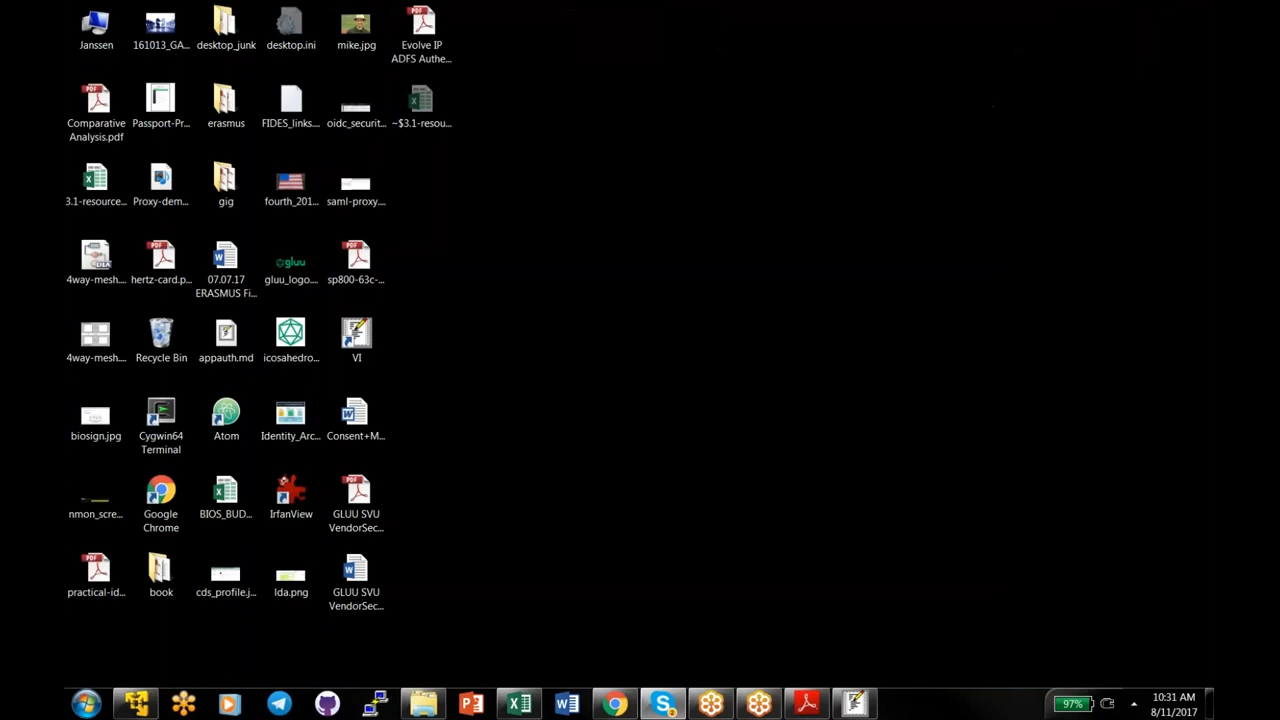 Janssen
161013_GA...
desktop_junk
desktop.ini
mike.jpg
Evolve IP
ADFS Authe...
Comparative
Analysis.pdf
Passport-Pr...
erasmus
FIDES_links....
oidc_securit...
~$3.1-resou...
3.1-resource...
Proxy-dem...
gig
fourth_201...
saml-proxy....
4way-mesh....
hertz-card.p...
07.07.17
ERASMUS Fi...
gluu
gluu_logo....
sp800-63c-...
4way-mesh....
Recycle Bin
appauth.md
icosahedro...
VI
biosign.jpg
Cygwin64
Terminal
Atom
Identity_Arc...
Consent+M...
nmon_scre...
Google
Chrome
BIOS_BUD...
IrfanView
GLUU SVU
VendorSec...
practical-id...
book
cds_profile.j...
lda.png
GLUU SVU
VendorSec...
97%
10:31 AM
8/11/2017